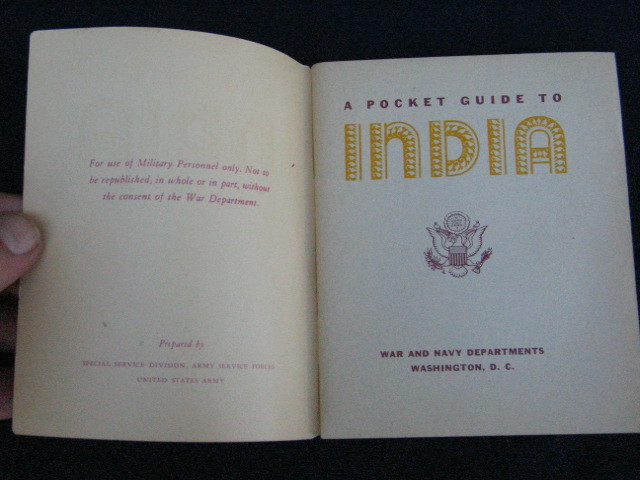 For use of Military Personnel only. Not to
be republished, in whole or in part, without
the consent of the War Department.
Prepared by
SPECIAL SERVICE DIVISION, ARMY SERVICE FORCES
UNITED STATES ARMY
A POCKET GUIDE TO
INDIA
WAR AND NAVY DEPARTMENTS
WASHINGTON, D. C.